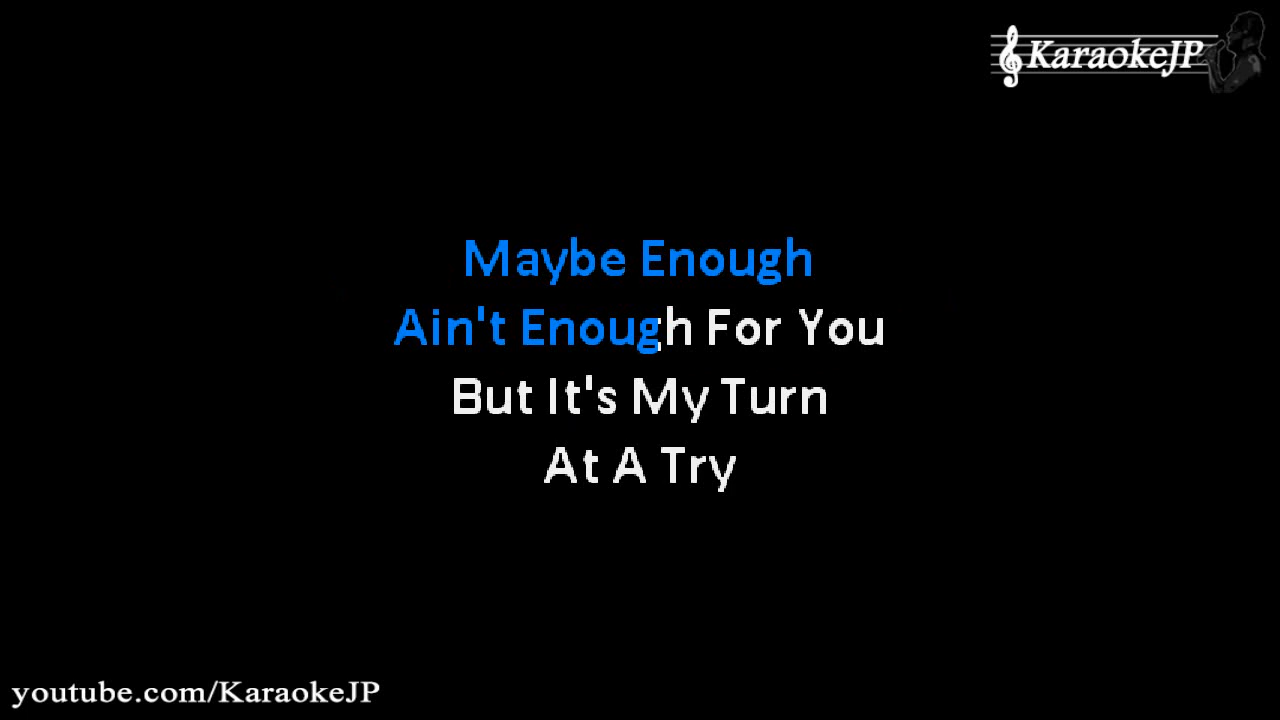 KaraokeJP
Maybe Enough
Ain't Enough For You
But It's My Turn
At A Try
youtube.com/KaraokeJP